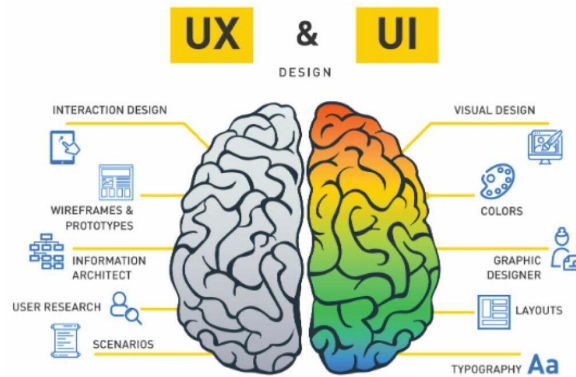 UX & UI
DESIGN
INTERACTION DESIGN
WIREFRAMES &
PROTOTYPES
INFORMATION
ARCHITECT
USER RESEARCH
SCENARIOS
VISUAL DESIGN
COLORS
GRAPHIC
DESIGNER
LAYOUTS
TYPOGRAPHY Aa